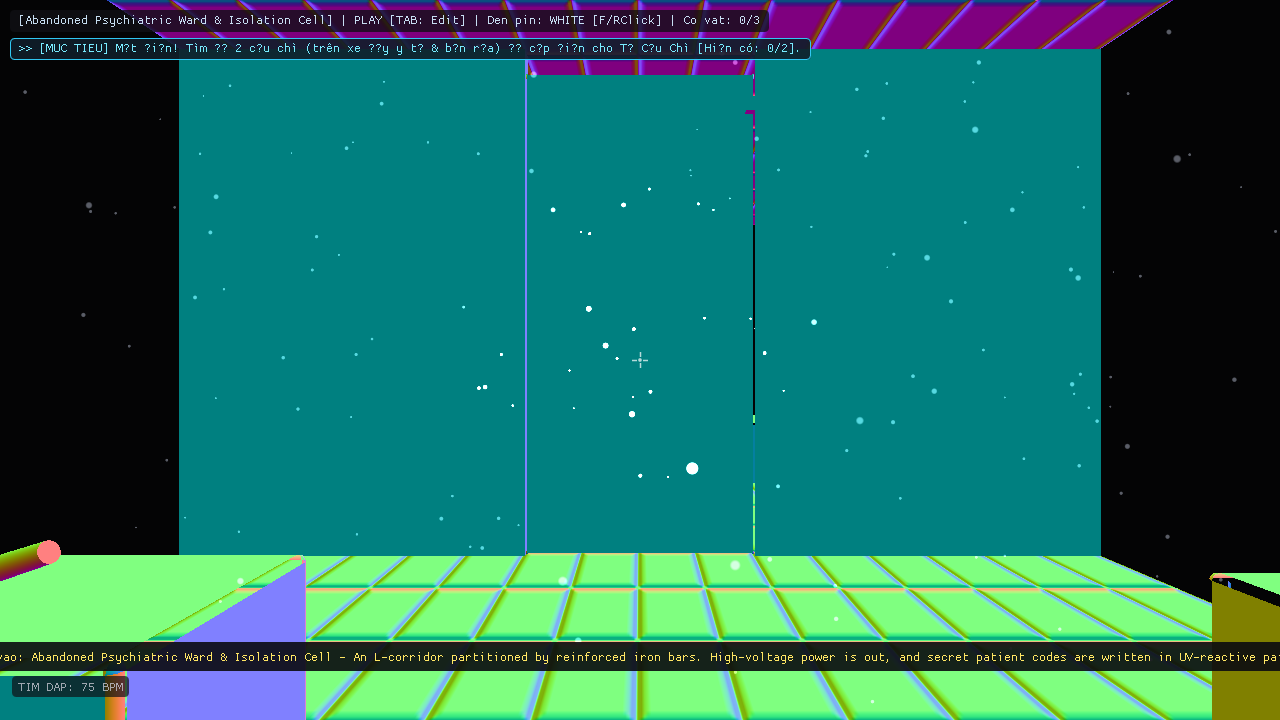 [Abandoned Psychiatric Ward & Isolation Cell] | PLAY [TAB: Edit] | Den pin: WHITE [F/RClick] | Co vat: 0/3
>> [MUC TIEU] M?t ?i?n! Tìm ?? 2 c?u chì (trên xe ??y y t? & b?n r?a) ?? c?p ?i?n cho T? C?u Chì [Hi?n có: 0/2].
vao: Abandoned Psychiatric Ward & Isolation Cell - An L-corridor partitioned by reinforced iron bars. High-voltage power is out, and secret patient codes are written in UV-reactive pa
TIM DAP: 75 BPM